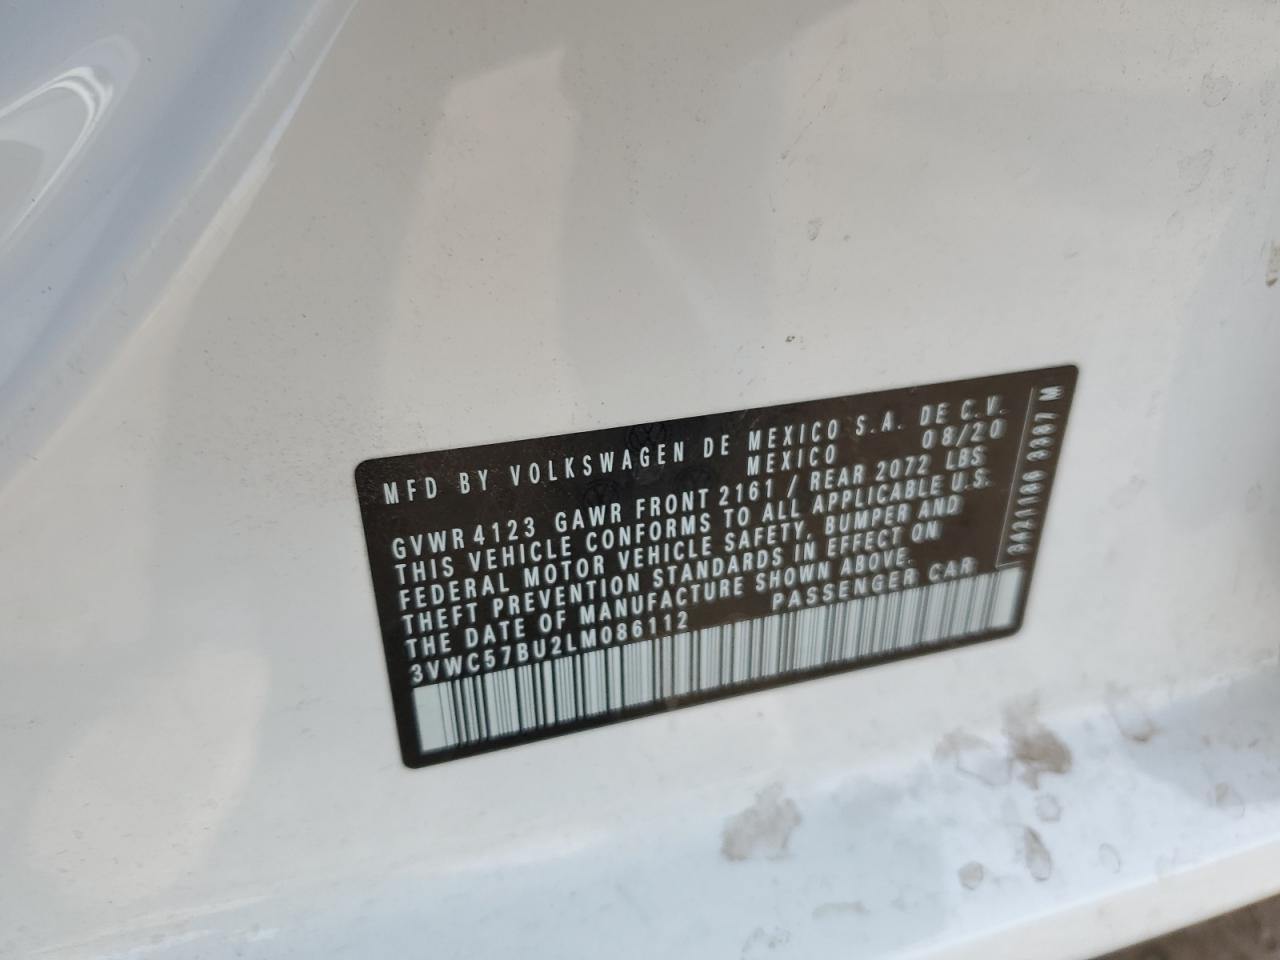 MFD BY VOLKSWAGEN DE MEXICO S.A. DE C.V.
MEXICO 08/20
GVWR 4123 GAWR FRONT 2161 / REAR 2072 LBS
THIS VEHICLE CONFORMS TO ALL APPLICABLE U.S.
FEDERAL MOTOR VEHICLE SAFETY, BUMPER AND
THEFT PREVENTION STANDARDS IN EFFECT ON
THE DATE OF MANUFACTURE SHOWN ABOVE.
3VWC57BU2LM086112 PASSENGER CAR
3421186 3387 M